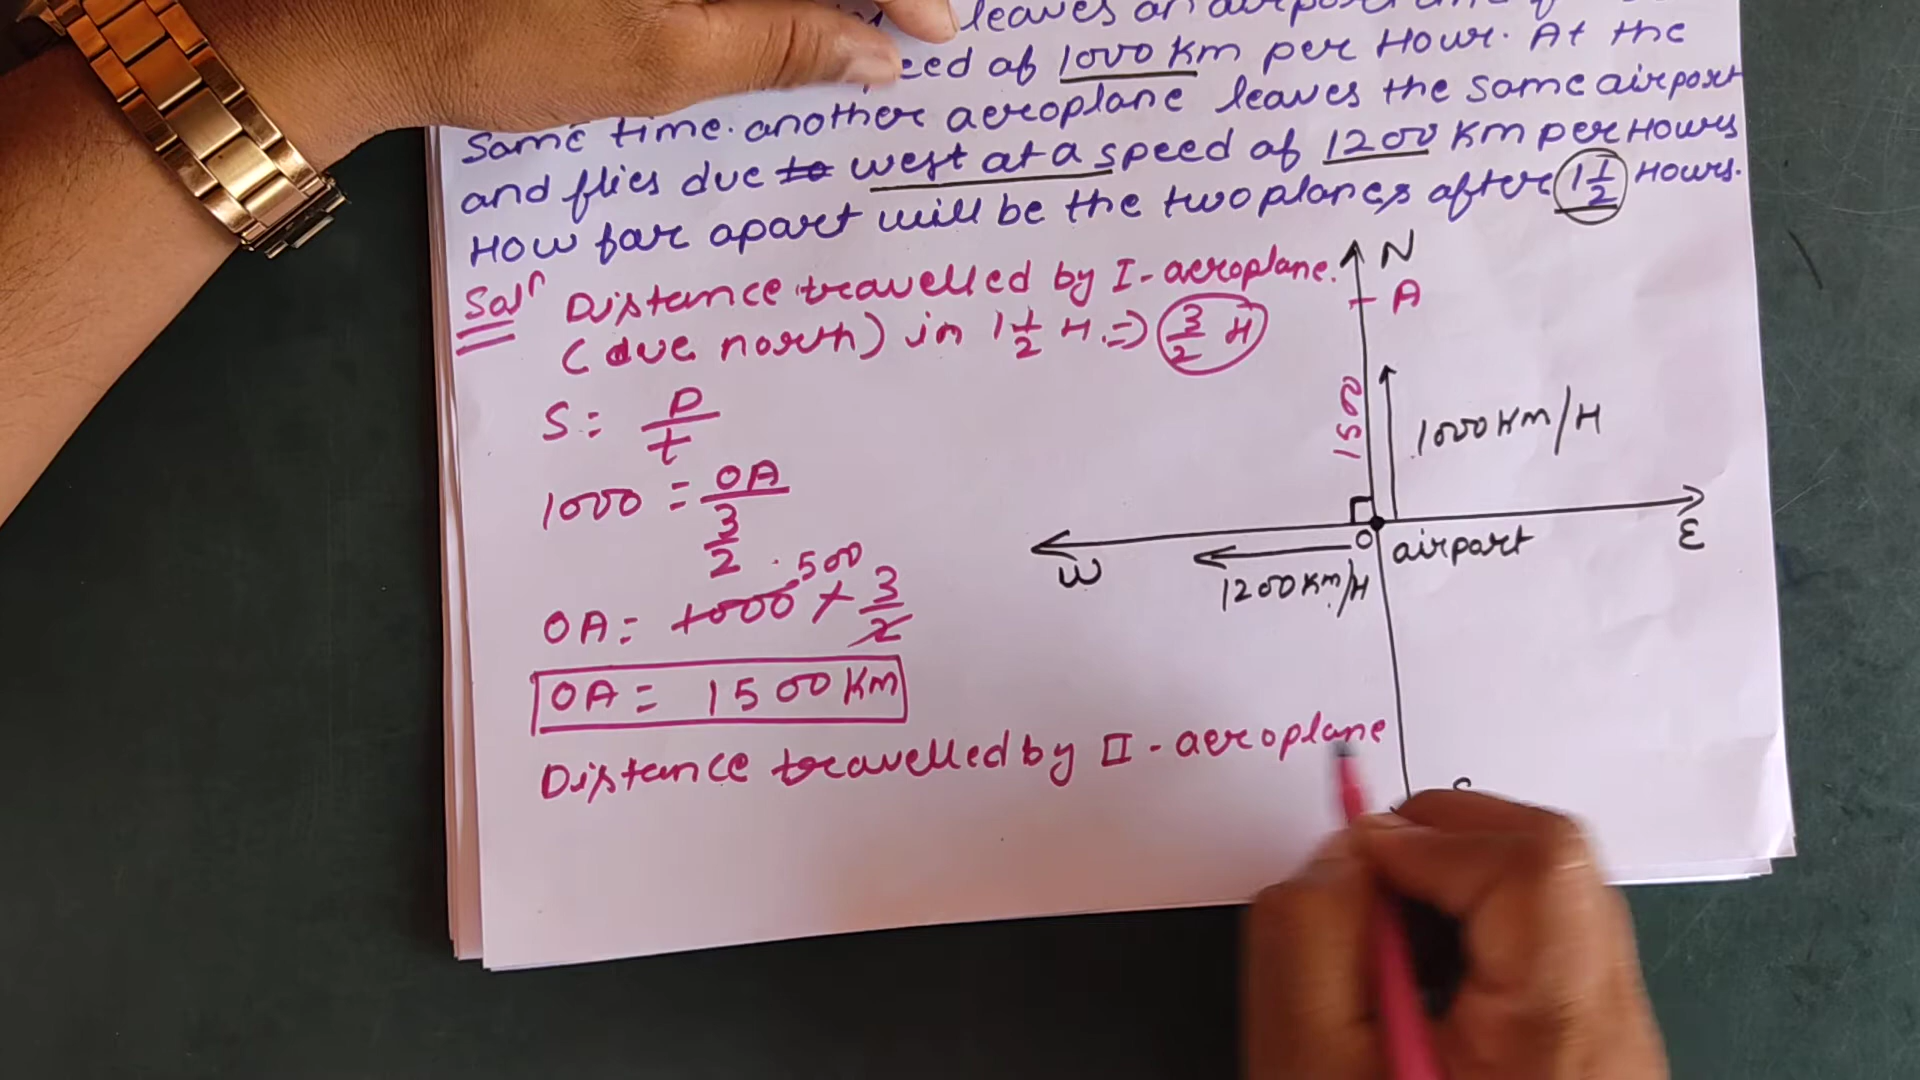 leaves an
eed of 1000 Km per Hour. At the
Same time. another aeroplane leaves the same airport
and flies due to west at a speed of 1200 Km per Hours
How far apart will be the two planes after 1 1/2 Hours.
Solⁿ Distance travelled by I - aeroplane.
(due north) in 1 1/2 H. => 3/2 H
S = D/t
1000 = OA/(3/2)
500
OA = 1000 × 3/2
OA = 1500 Km
Distance travelled by II - aeroplane
N
A
1500
1000 Km/H
E
O airpart
W
1200 Km/H